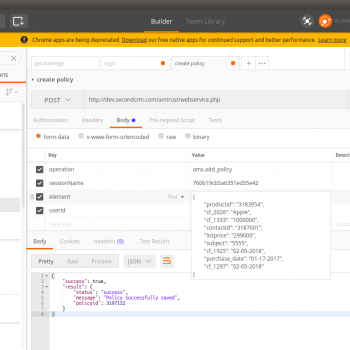 Builder
Team Library
Chrome apps are being deprecated. Download our free native apps for continued support and better performance. Learn more
getchallenge
login
create policy
create policy
POST
http://dev.secondcrm.com/amtrust/webservice.php
Authorization
Headers
Body
Pre-request Script
Tests
form-data
x-www-form-urlencoded
raw
binary
Key
Value
operation
ams.add_policy
sessionName
760b19cb5a6351ed55e42
element
Text
userid
{
"productid": "3183954",
"cf_2026": "Apple",
"cf_1333": "1000000",
"contactid": "3187601",
"listprice": "299000",
"subject": "5555",
"cf_1925": "02-05-2018",
"purchase_date": "01-17-2017",
"cf_1297": "02-05-2018"
}
Body
Cookies
Headers (9)
Test Results
Pretty
Raw
Preview
JSON
1 {
2 "success": true,
3 "result": {
4 "status": "success",
5 "message": "Policy Successfully saved",
6 "policyid": 3197132
7 }
8 }